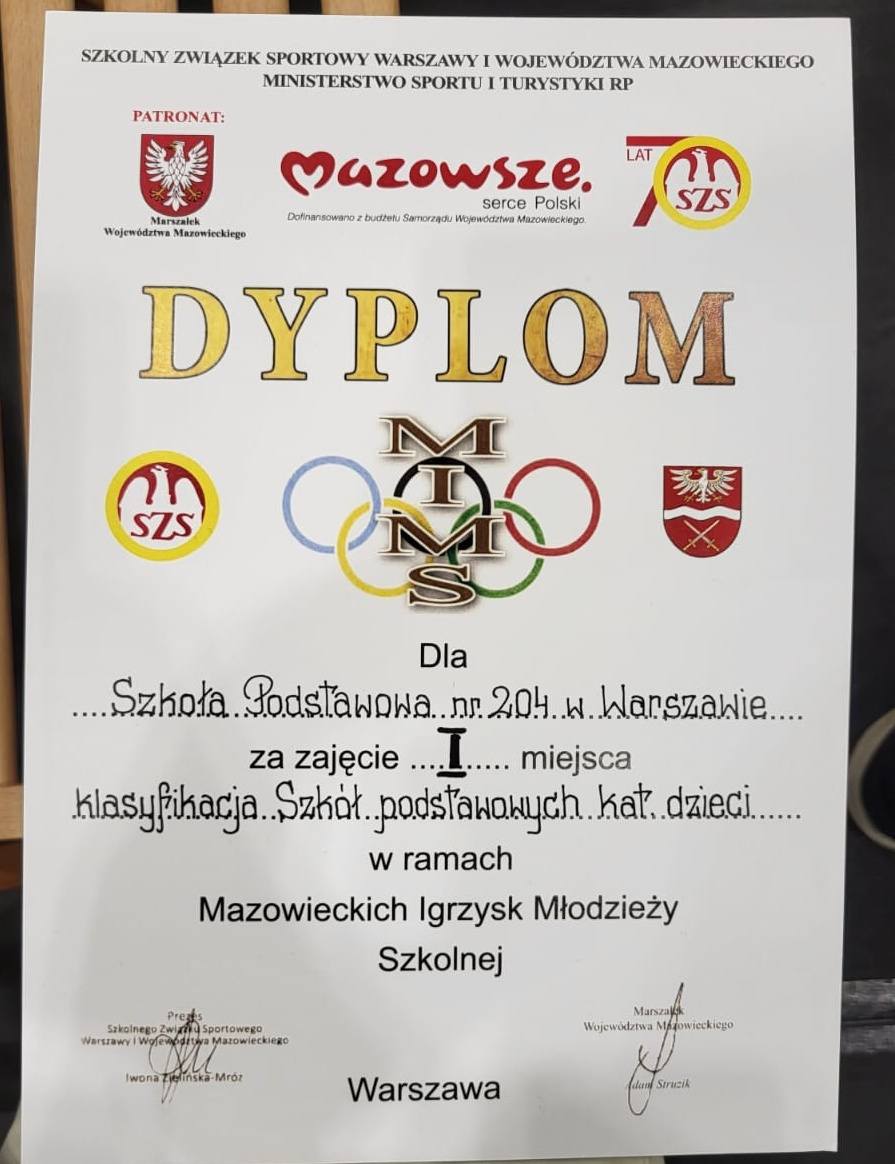 SZKOLNY ZWIĄZEK SPORTOWY WARSZAWY I WOJEWÓDZTWA MAZOWIECKIEGO
MINISTERSTWO SPORTU I TURYSTYKI RP
PATRONAT:
Marszałek
Województwa Mazowieckiego
Mazowsze.
serce Polski
Dofinansowano z budżetu Samorządu Województwa Mazowieckiego.
70 LAT
SZS
DYPLOM
SZS
MIMS
Dla
....Szkoła..Podstawowa..nr.204..w..Warszawie....
za zajęcie ....I..... miejsca
klasyfikacja..Szkół..podstawowych..kat..dzieci......
w ramach
Mazowieckich Igrzysk Młodzieży
Szkolnej
Prezes
Szkolnego Związku Sportowego
Warszawy i Województwa Mazowieckiego
Iwona Zielińska-Mróz
Marszałek
Województwa Mazowieckiego
Adam Struzik
Warszawa